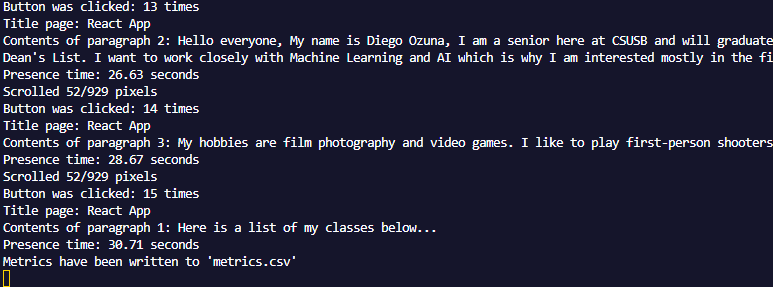 Button was clicked: 13 times
Title page: React App
Contents of paragraph 2: Hello everyone, My name is Diego Ozuna, I am a senior here at CSUSB and will graduate
Dean's List. I want to work closely with Machine Learning and AI which is why I am interested mostly in the fi
Presence time: 26.63 seconds
Scrolled 52/929 pixels
Button was clicked: 14 times
Title page: React App
Contents of paragraph 3: My hobbies are film photography and video games. I like to play first-person shooters
Presence time: 28.67 seconds
Scrolled 52/929 pixels
Button was clicked: 15 times
Title page: React App
Contents of paragraph 1: Here is a list of my classes below...
Presence time: 30.71 seconds
Metrics have been written to 'metrics.csv'